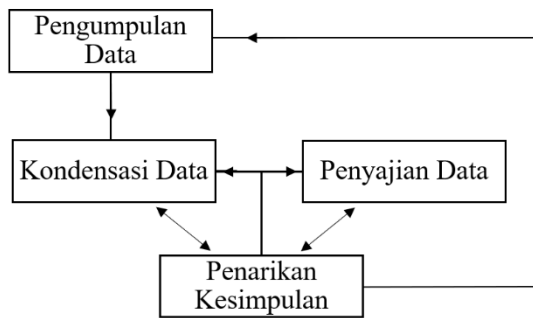 Pengumpulan
Data
Kondensasi Data
Penyajian Data
Penarikan
Kesimpulan